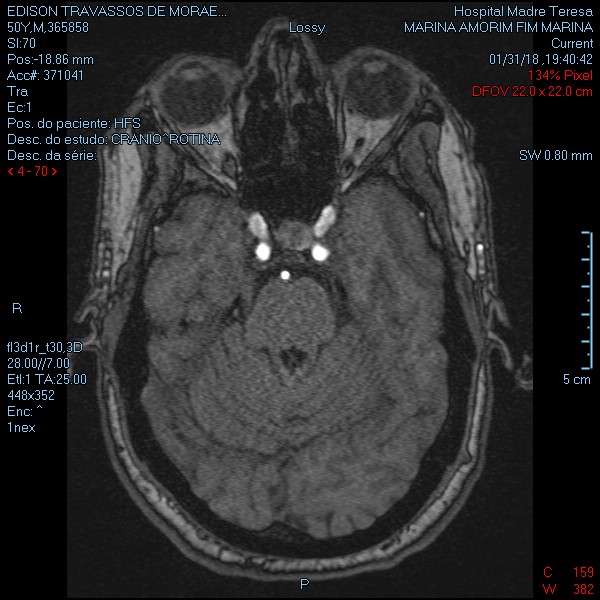 EDISON TRAVASSOS DE MORAE...
50Y,M,365858
SI:70
Pos:-18.86 mm
Acc#: 371041
Tra
Ec:1
Pos. do paciente: HFS
Desc. do estudo: CRANIO^ROTINA
Desc. da série:
< 4 - 70 >
Lossy
Hospital Madre Teresa
MARINA AMORIM FIM MARINA
Current
01/31/18 ,19:40:42
134% Pixel
DFOV 22.0 x 22.0 cm
SW 0.80 mm
R
fl3d1r_t30,3D
28.00//7.00
Etl:1 TA:25.00
448x352
Enc: ^
1nex
5 cm
P
C 159
W 382